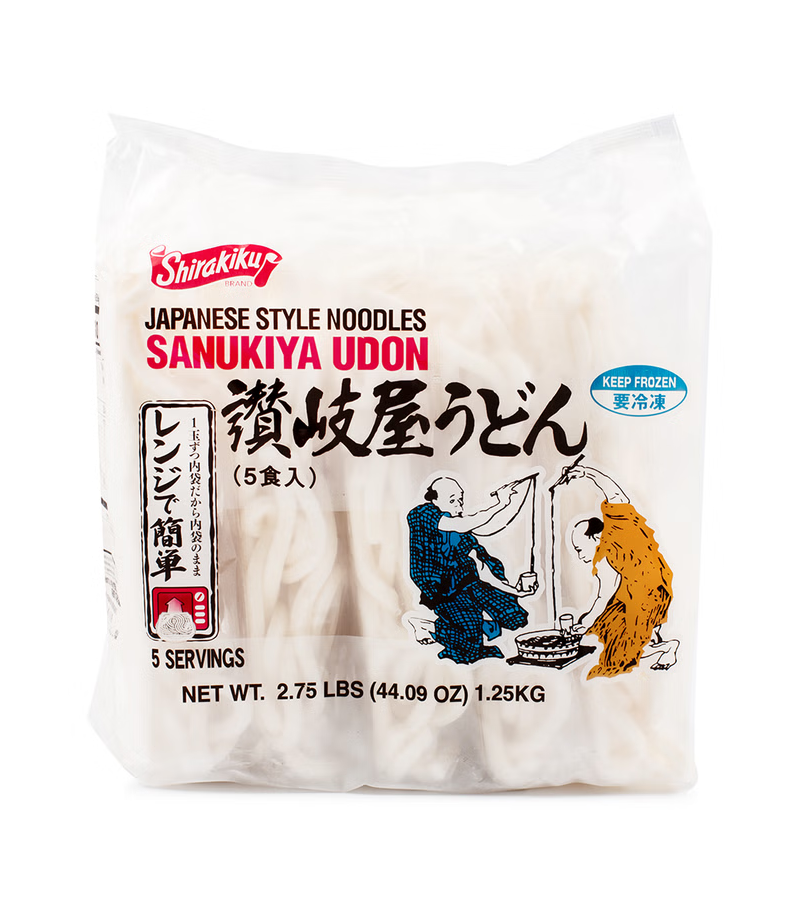 Shirakiku
BRAND
JAPANESE STYLE NOODLES
SANUKIYA UDON
KEEP FROZEN
要冷凍
讃岐屋うどん
(5食入)
1玉ずつ内袋だから内袋のまま
レンジで簡単
5 SERVINGS
NET WT. 2.75 LBS (44.09 OZ) 1.25KG